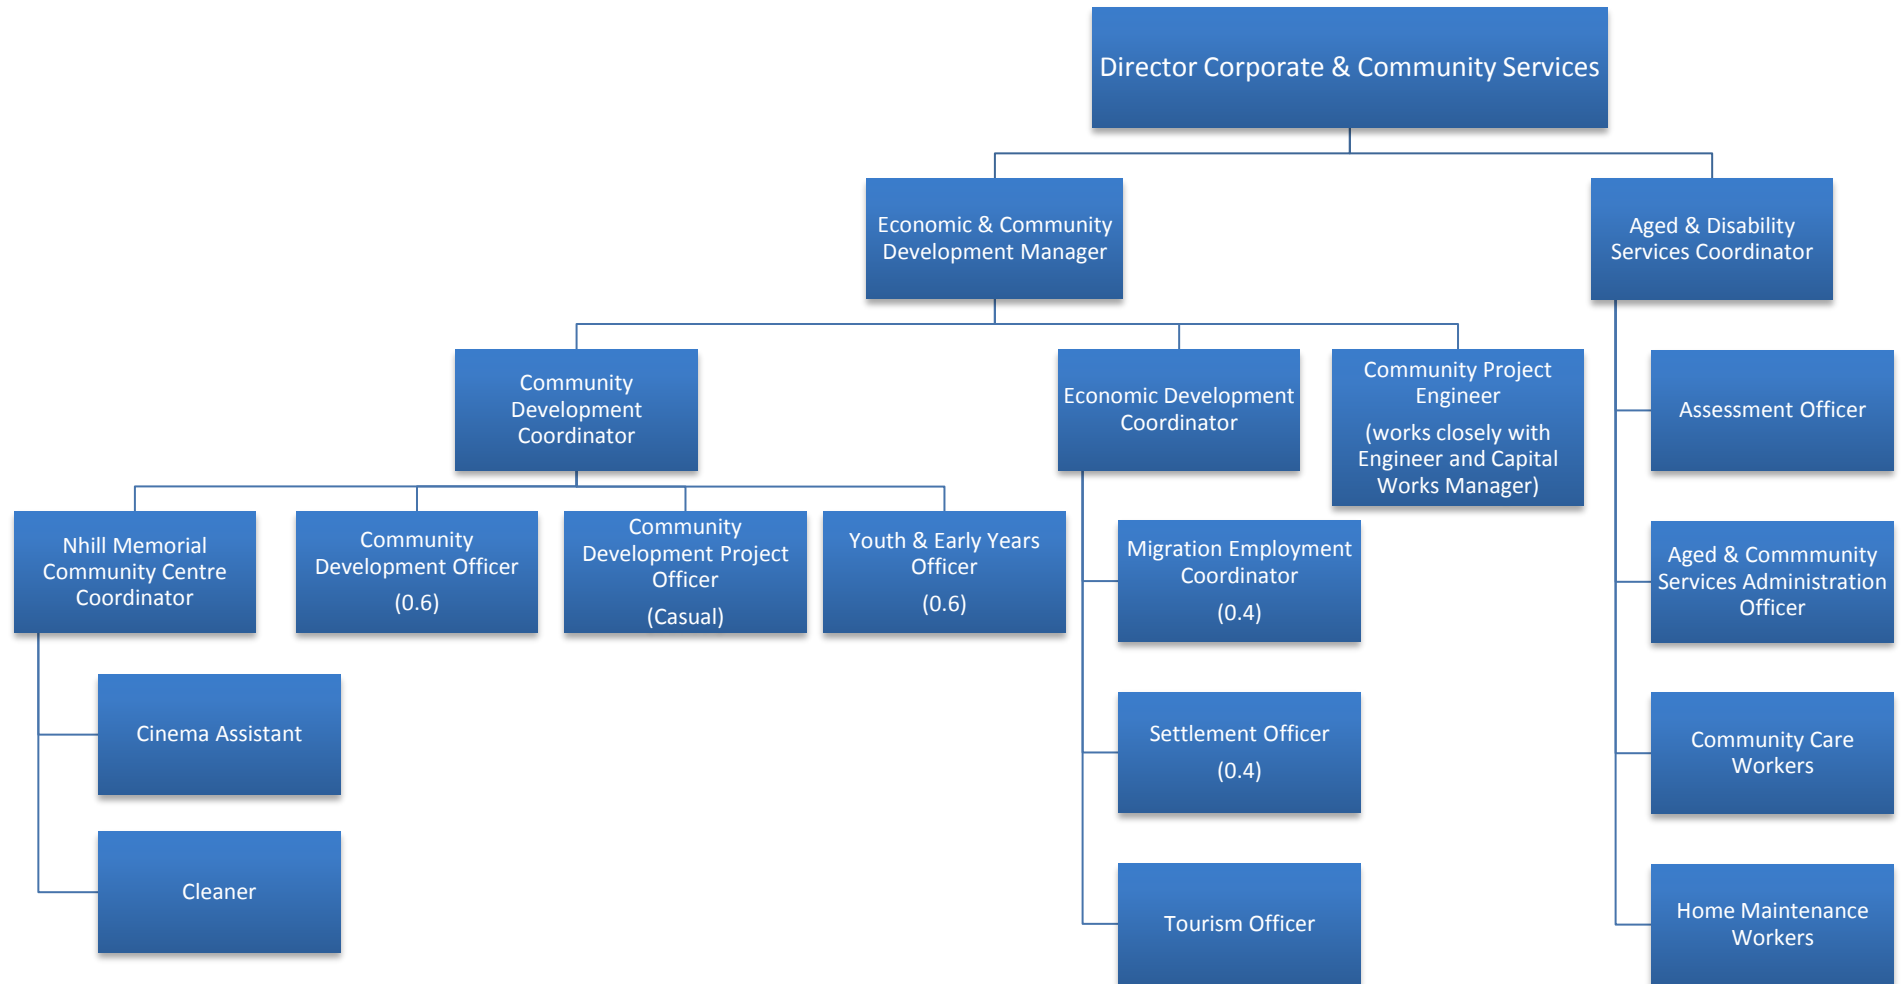 Director Corporate & Community Services
Economic & Community
Development Manager
Aged & Disability
Services Coordinator
Community
Development
Coordinator
Economic Development
Coordinator
Community Project
Engineer
(works closely with
Engineer and Capital
Works Manager)
Assessment Officer
Nhill Memorial
Community Centre
Coordinator
Community
Development Officer
(0.6)
Community
Development Project
Officer
(Casual)
Youth & Early Years
Officer
(0.6)
Migration Employment
Coordinator
(0.4)
Aged & Commmunity
Services Administration
Officer
Cinema Assistant
Settlement Officer
(0.4)
Community Care
Workers
Cleaner
Tourism Officer
Home Maintenance
Workers